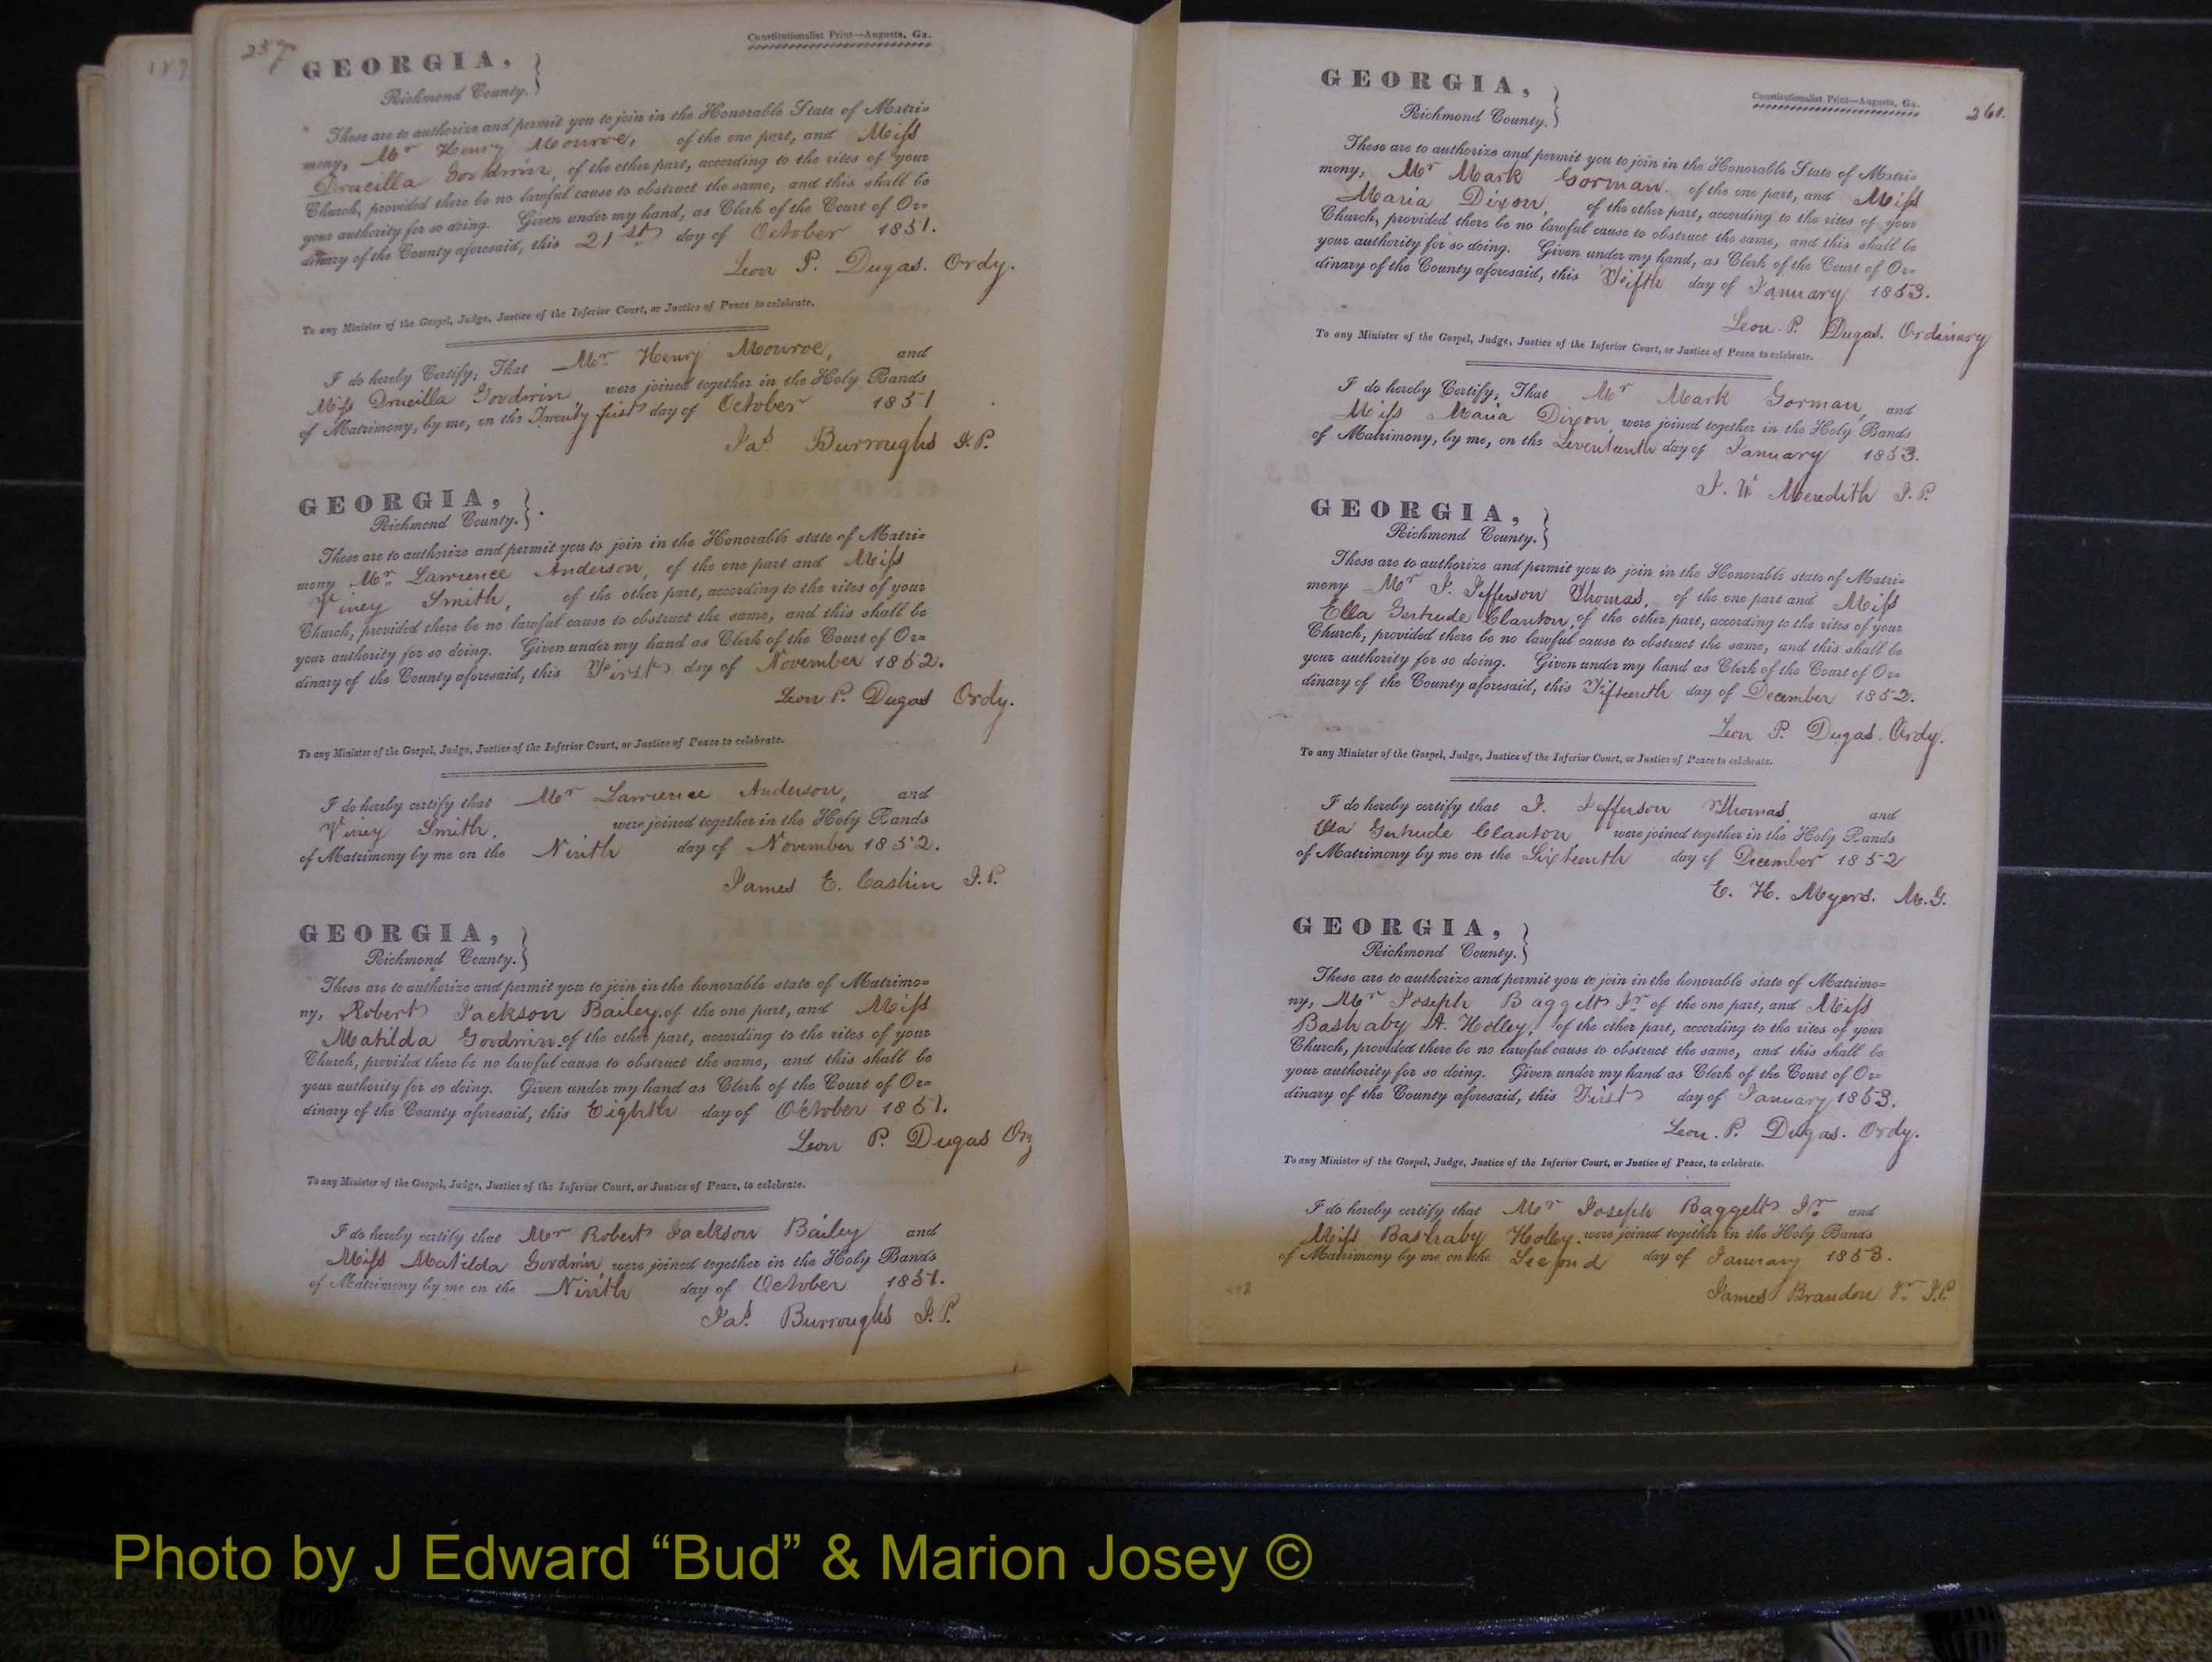 259
Constitutionalist Print—Augusta, Ga.
GEORGIA,
Richmond County.
These are to authorize and permit you to join in the Honorable State of Matri=
mony, Mr Henry Monroe, of the one part, and Miss
Drucilla Goodwin, of the other part, according to the rites of your
Church, provided there be no lawful cause to obstruct the same, and this shall be
your authority for so doing. Given under my hand, as Clerk of the Court of Or=
dinary of the County aforesaid, this 21st day of October 1851.
Leon P. Dugas. Ordy.
To any Minister of the Gospel, Judge, Justice of the Inferior Court, or Justice of Peace to celebrate.
I do hereby Certify, That Mr Henry Monroe, and
Miss Drucilla Goodwin were joined together in the Holy Bands
of Matrimony, by me, on the Twenty first day of October 1851
Jas Burroughs J.P.
GEORGIA,
Richmond County.
These are to authorize and permit you to join in the Honorable state of Matri=
mony Mr. Lawrence Anderson, of the one part and Miss
Viney Smith, of the other part, according to the rites of your
Church, provided there be no lawful cause to obstruct the same, and this shall be
your authority for so doing. Given under my hand as Clerk of the Court of Or=
dinary of the County aforesaid, this First day of November 1852.
Leon P. Dugas Ordy.
To any Minister of the Gospel, Judge, Justice of the Inferior Court, or Justice of Peace to celebrate.
I do hereby certify that Mr Lawrence Anderson, and
Viney Smith, were joined together in the Holy Bands
of Matrimony by me on the Ninth day of November 1852.
James E. Cashin J.P.
GEORGIA,
Richmond County.
These are to authorize and permit you to join in the honorable state of Matrimo=
ny, Robert Jackson Bailey, of the one part, and Miss
Matilda Goodwin, of the other part, according to the rites of your
Church, provided there be no lawful cause to obstruct the same, and this shall be
your authority for so doing. Given under my hand as Clerk of the Court of Or=
dinary of the County aforesaid, this Eighth day of October 1851.
Leon P. Dugas Ory
To any Minister of the Gospel, Judge, Justice of the Inferior Court, or Justice of Peace, to celebrate.
I do hereby certify that Mr Robert Jackson Bailey and
Miss Matilda Goodwin, were joined together in the Holy Bands
of Matrimony by me on the Ninth day of October 1851.
Jas. Burroughs J.P.
Constitutionalist Print—Augusta, Ga.
260.
GEORGIA,
Richmond County.
These are to authorize and permit you to join in the Honorable State of Matri=
mony, Mr Mark Gorman. of the one part, and Miss
Maria Dixon, of the other part, according to the rites of your
Church, provided there be no lawful cause to obstruct the same, and this shall be
your authority for so doing. Given under my hand, as Clerk of the Court of Or=
dinary of the County aforesaid, this Fifth day of January 1853.
Leon. P. Dugas. Ordinary
To any Minister of the Gospel, Judge, Justice of the Inferior Court, or Justice of Peace to celebrate.
I do hereby Certify, That Mr Mark Gorman, and
Miss Maria Dixon, were joined together in the Holy Bands
of Matrimony, by me, on the Seventeenth day of January 1853.
J. W. Meredith J.P.
GEORGIA,
Richmond County.
These are to authorize and permit you to join in the Honorable state of Matri=
mony Mr J. Jefferson Thomas, of the one part and Miss
Ella Gertrude Clanton, of the other part, according to the rites of your
Church, provided there be no lawful cause to obstruct the same, and this shall be
your authority for so doing. Given under my hand as Clerk of the Court of Or=
dinary of the County aforesaid, this Fifteenth day of December 1852.
Leon P. Dugas. Ordy.
To any Minister of the Gospel, Judge, Justice of the Inferior Court, or Justice of Peace to celebrate.
I do hereby certify that J. Jefferson Thomas, and
Ella Gertrude Clanton were joined together in the Holy Bands
of Matrimony by me on the Sixteenth day of December 1852
E. H. Myers. M.G.
GEORGIA,
Richmond County.
These are to authorize and permit you to join in the honorable state of Matrimo=
ny, Mr Joseph Baggett Jr of the one part, and Miss
Bashaby A. Holley, of the other part, according to the rites of your
Church, provided there be no lawful cause to obstruct the same, and this shall be
your authority for so doing. Given under my hand as Clerk of the Court of Or=
dinary of the County aforesaid, this First day of January 1853.
Leon. P. Dugas. Ordy.
To any Minister of the Gospel, Judge, Justice of the Inferior Court, or Justice of Peace, to celebrate.
I do hereby certify that Mr Joseph Baggett Jr and
Miss Bashaby Holley, were joined together in the Holy Bands
of Matrimony by me on the Second day of January 1853.
James Brandon Jr J.P.
Photo by J Edward “Bud” & Marion Josey ©